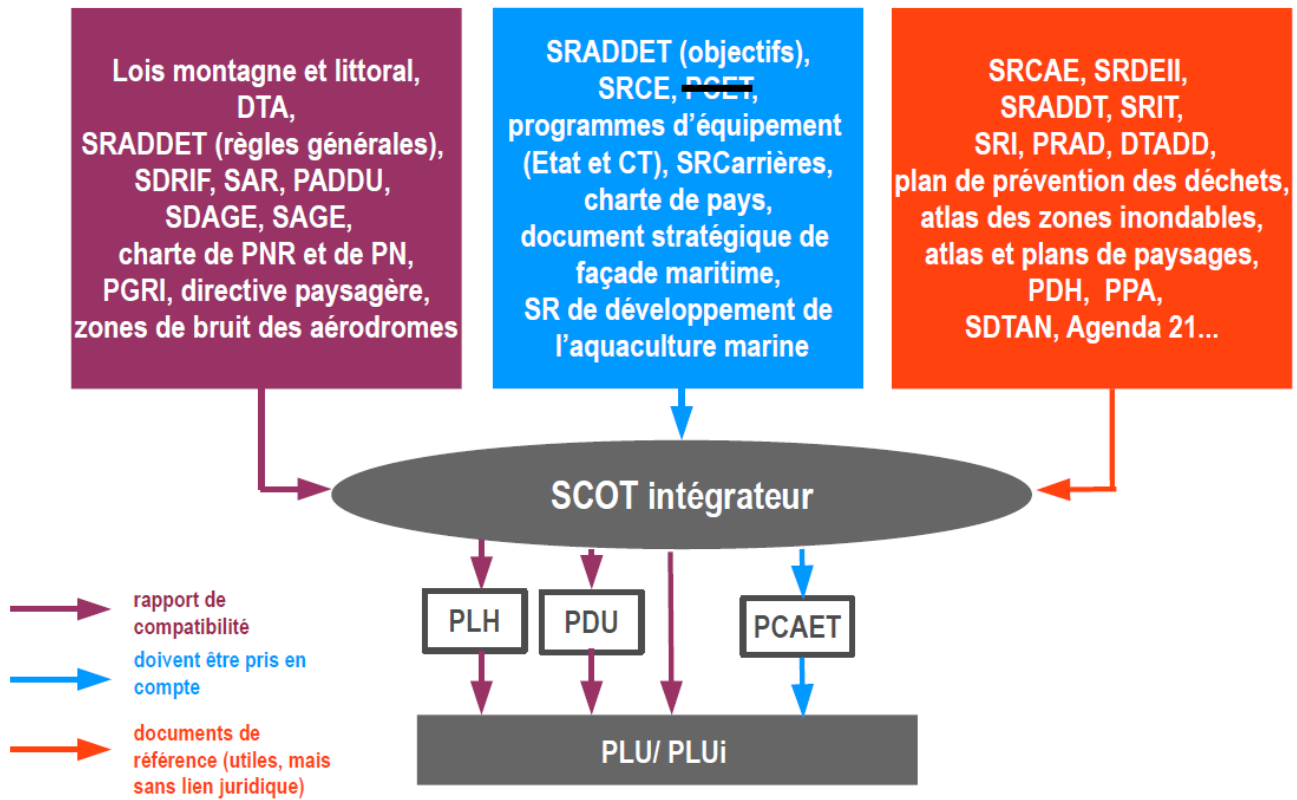 Lois montagne et littoral,
DTA,
SRADDET (règles générales),
SDRIF, SAR, PADDU,
SDAGE, SAGE,
charte de PNR et de PN,
PGRI, directive paysagère,
zones de bruit des aérodromes
SRADDET (objectifs),
SRCE, PCET,
programmes d'équipement
(Etat et CT), SRCarrières,
charte de pays,
document stratégique de
façade maritime,
SR de développement de
l'aquaculture marine
SRCAE, SRDEII,
SRADDT, SRIT,
SRI, PRAD, DTADD,
plan de prévention des déchets,
atlas des zones inondables,
atlas et plans de paysages,
PDH, PPA,
SDTAN, Agenda 21...
SCOT intégrateur
PLH
PDU
PCAET
PLU/ PLUi
rapport de
compatibilité
doivent être pris en
compte
documents de
référence (utiles, mais
sans lien juridique)